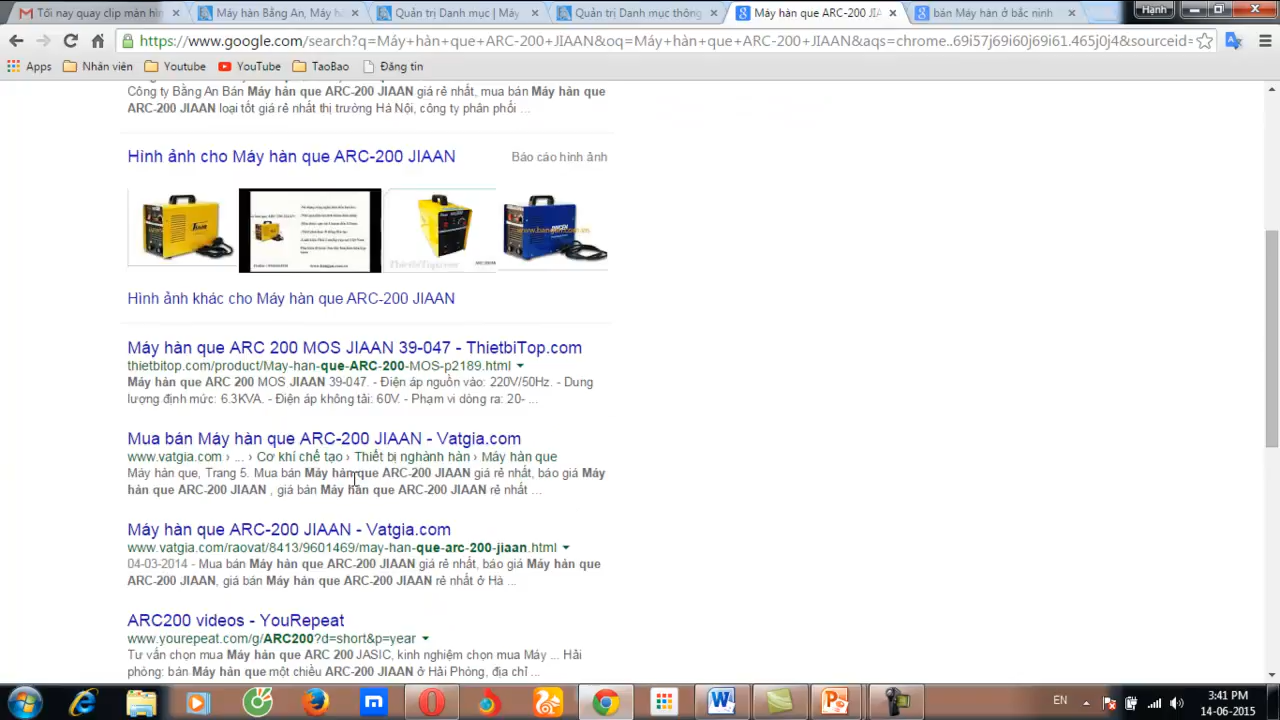 Tối nay quay clip màn hìn
Máy hàn Bằng An, Máy h
Quản trị Danh mục | Máy
Quản trị Danh mục thông
Máy hàn que ARC-200 JI
bán Máy hàn ở bắc ninh
Hạnh
https://www.google.com/search?q=Máy+hàn+que+ARC-200+JIAAN&oq=Máy+hàn+que+ARC-200+JIAAN&aqs=chrome..69i57j69i60j69i61.465j0j4&sourceid=
Apps
Nhân viên
Youtube
YouTube
TaoBao
Đăng tin
Công ty Bằng An Bán Máy hàn que ARC-200 JIAAN giá rẻ nhất, mua bán Máy hàn que
ARC-200 JIAAN loại tốt giá rẻ nhất thị trường Hà Nội, công ty phân phối ...
Hình ảnh cho Máy hàn que ARC-200 JIAAN
Báo cáo hình ảnh
ThietbiTop.com
Hình ảnh khác cho Máy hàn que ARC-200 JIAAN
Máy hàn que ARC 200 MOS JIAAN 39-047 - ThietbiTop.com
thietbitop.com/product/May-han-que-ARC-200-MOS-p2189.html
Máy hàn que ARC 200 MOS JIAAN 39-047. - Điện áp nguồn vào: 220V/50Hz. - Dung
lượng định mức: 6.3KVA. - Điện áp không tải: 60V. - Phạm vi dòng ra: 20- ...
Mua bán Máy hàn que ARC-200 JIAAN - Vatgia.com
www.vatgia.com › ... › Cơ khí chế tạo › Thiết bị nghành hàn › Máy hàn que
Máy hàn que, Trang 5. Mua bán Máy hàn que ARC-200 JIAAN giá rẻ nhất, báo giá Máy
hàn que ARC-200 JIAAN , giá bán Máy hàn que ARC-200 JIAAN rẻ nhất ...
Máy hàn que ARC-200 JIAAN - Vatgia.com
www.vatgia.com/raovat/8413/9601469/may-han-que-arc-200-jiaan.html
04-03-2014 - Mua bán Máy hàn que ARC-200 JIAAN giá rẻ nhất, báo giá Máy hàn que
ARC-200 JIAAN, giá bán Máy hàn que ARC-200 JIAAN rẻ nhất ở Hà ...
ARC200 videos - YouRepeat
www.yourepeat.com/g/ARC200?d=short&p=year
Tư vấn chọn mua Máy hàn que ARC 200 JASIC, kinh nghiệm chọn mua Máy ... Hải
phòng: bán Máy hàn que một chiều ARC-200 JIAAN ở Hải Phòng, địa chỉ ...
EN
3:41 PM
14-06-2015